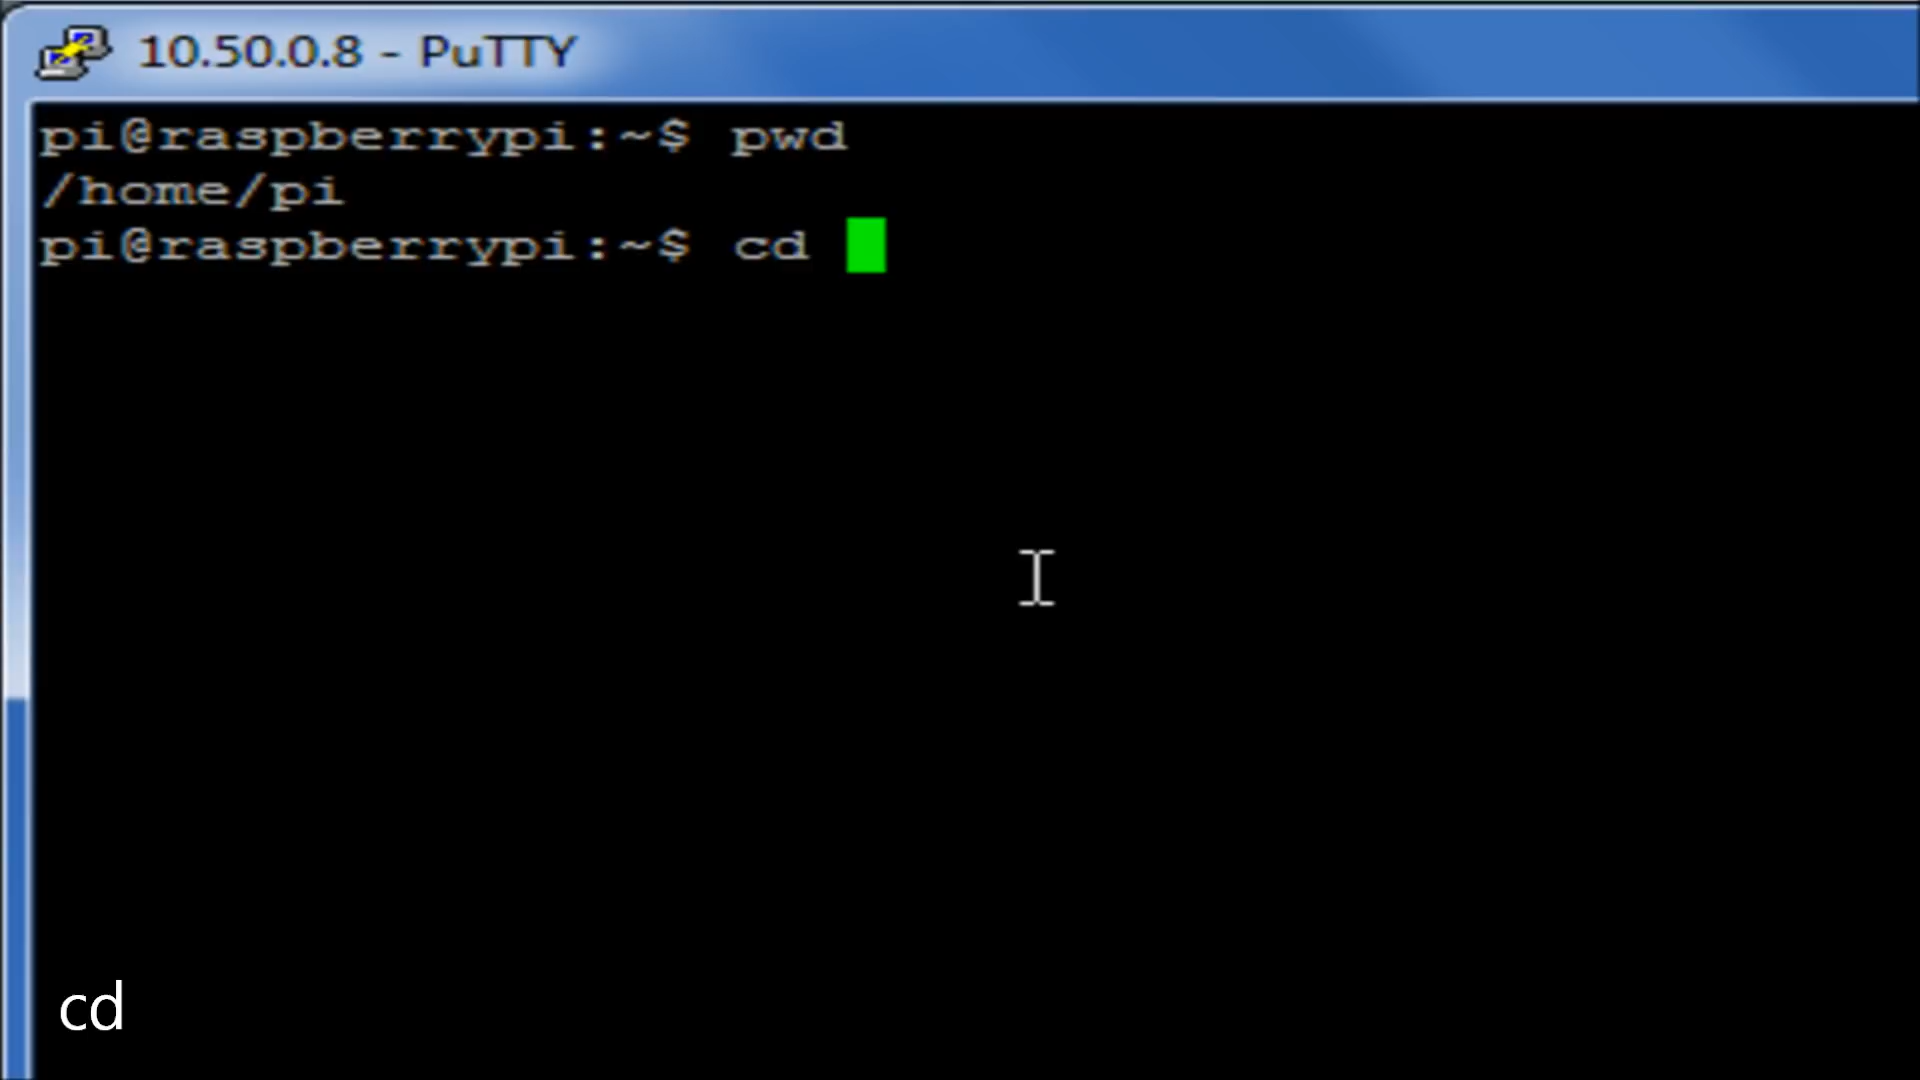 10.50.0.8 - PuTTY
pi@raspberrypi:~$ pwd
/home/pi
pi@raspberrypi:~$ cd
cd